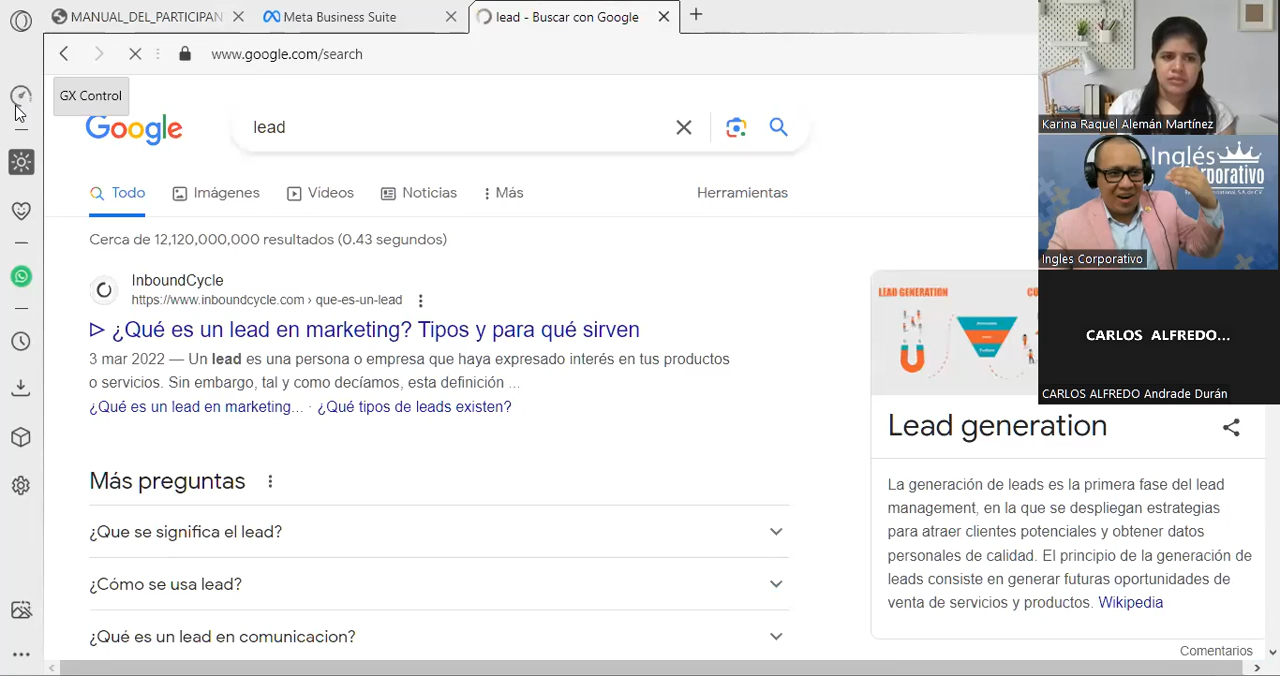 MANUAL_DEL_PARTICIPAN
Meta Business Suite
lead - Buscar con Google
www.google.com/search
GX Control
Google
lead
Todo
Imágenes
Videos
Noticias
Más
Herramientas
Cerca de 12,120,000,000 resultados (0.43 segundos)
InboundCycle
https://www.inboundcycle.com › que-es-un-lead
▷ ¿Qué es un lead en marketing? Tipos y para qué sirven
3 mar 2022 — Un lead es una persona o empresa que haya expresado interés en tus productos
o servicios. Sin embargo, tal y como decíamos, esta definición ...
¿Qué es un lead en marketing... · ¿Qué tipos de leads existen?
Más preguntas
¿Que se significa el lead?
¿Cómo se usa lead?
¿Qué es un lead en comunicacion?
LEAD GENERATION
CO
Lead generation
La generación de leads es la primera fase del lead
management, en la que se despliegan estrategias
para atraer clientes potenciales y obtener datos
personales de calidad. El principio de la generación de
leads consiste en generar futuras oportunidades de
venta de servicios y productos. Wikipedia
Comentarios
Karina Raquel Alemán Martínez
Inglés
Corporativo
Ingles Corporativo
CARLOS ALFREDO...
CARLOS ALFREDO Andrade Durán